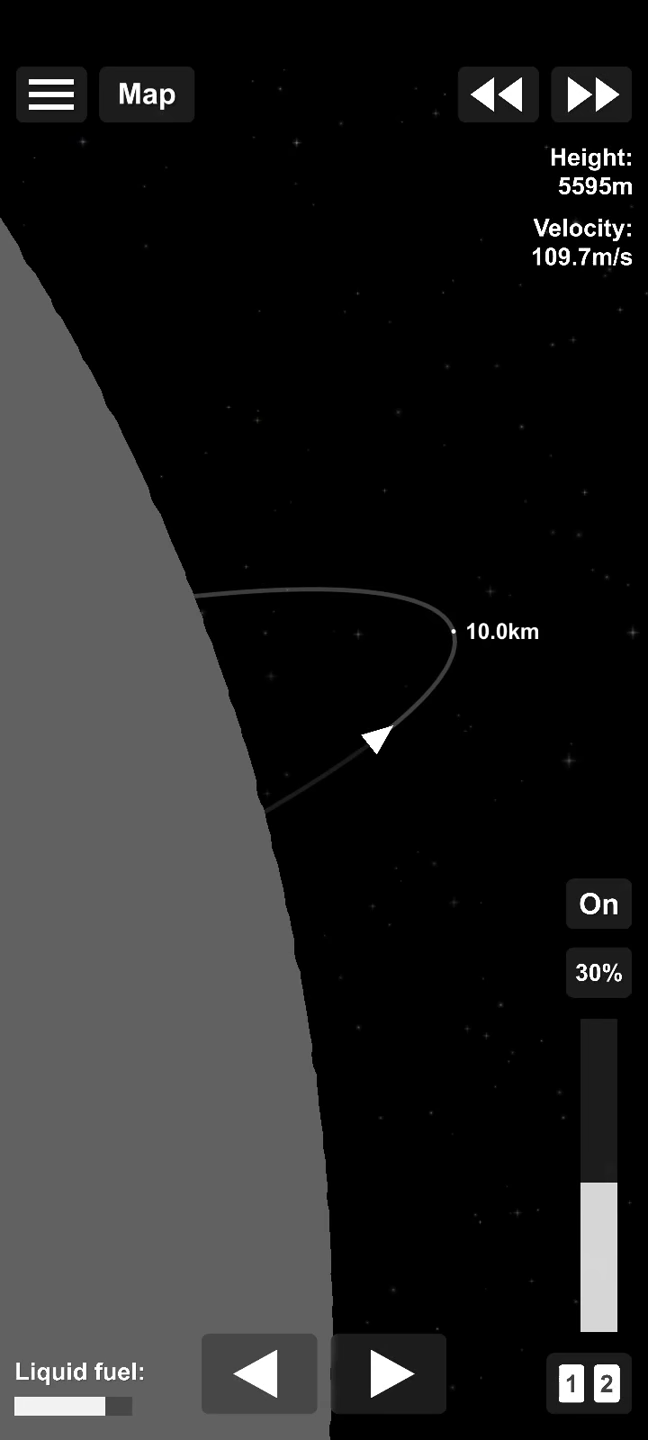 Map
Height:
5595m
Velocity:
109.7m/s
10.0km
On
30%
Liquid fuel:
1 2